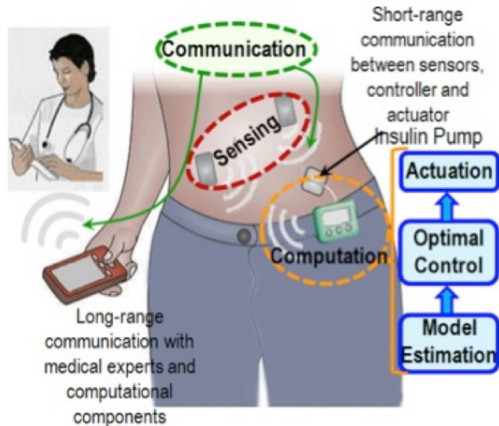 Communication
Short-range
communication
between sensors,
controller and
actuator
Insulin Pump
Sensing
Computation
Actuation
Optimal
Control
Model
Estimation
Long-range
communication with
medical experts and
computational
components